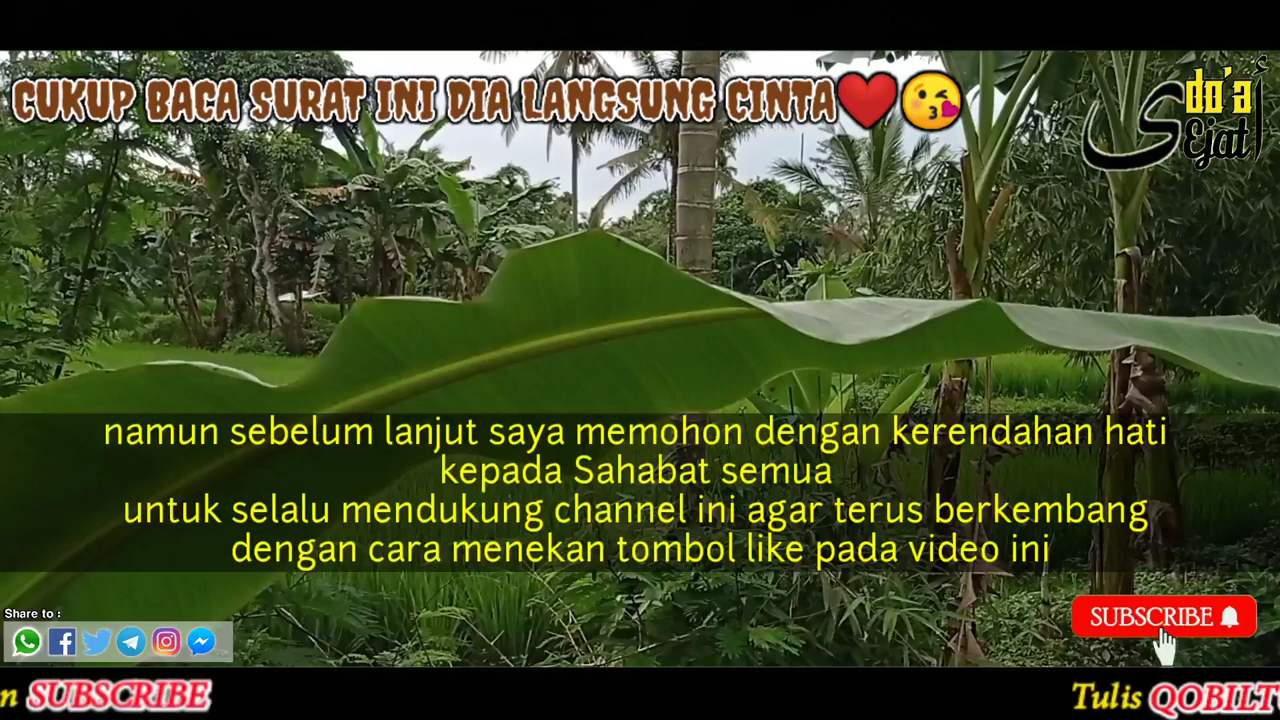 CUKUP BACA SURAT INI DIA LANGSUNG CINTA❤️😘
do'a
Ejati
namun sebelum lanjut saya memohon dengan kerendahan hati
kepada Sahabat semua
untuk selalu mendukung channel ini agar terus berkembang
dengan cara menekan tombol like pada video ini
Share to :
SUBSCRIBE
n SUBSCRIBE
Tulis QOBILT